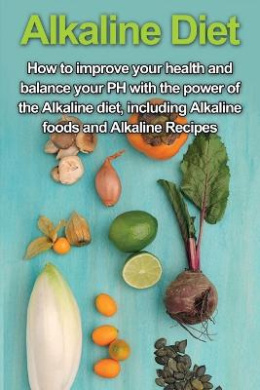 Alkaline Diet
How to improve your health and
balance your PH with the power of
the Alkaline diet, including Alkaline
foods and Alkaline Recipes